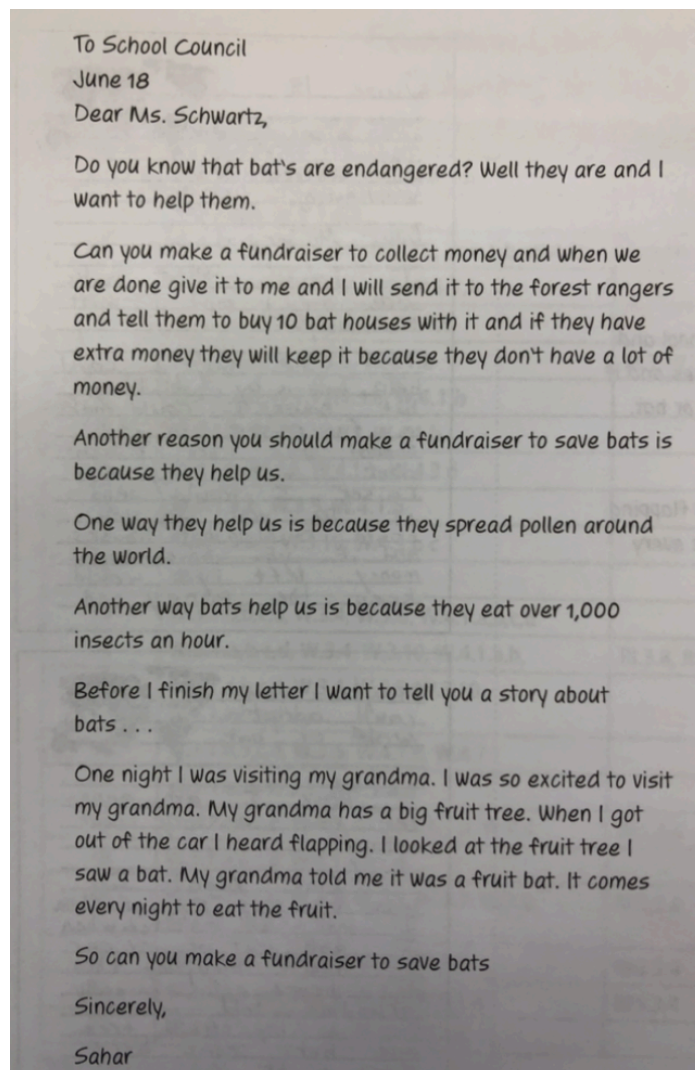 To School Council
June 18
Dear Ms. Schwartz,
Do you know that bat's are endangered? Well they are and I
want to help them.
Can you make a fundraiser to collect money and when we
are done give it to me and I will send it to the forest rangers
and tell them to buy 10 bat houses with it and if they have
extra money they will keep it because they don't have a lot of
money.
Another reason you should make a fundraiser to save bats is
because they help us.
One way they help us is because they spread pollen around
the world.
Another way bats help us is because they eat over 1,000
insects an hour.
Before I finish my letter I want to tell you a story about
bats . . .
One night I was visiting my grandma. I was so excited to visit
my grandma. My grandma has a big fruit tree. When I got
out of the car I heard flapping. I looked at the fruit tree I
saw a bat. My grandma told me it was a fruit bat. It comes
every night to eat the fruit.
So can you make a fundraiser to save bats
Sincerely,
Sahar